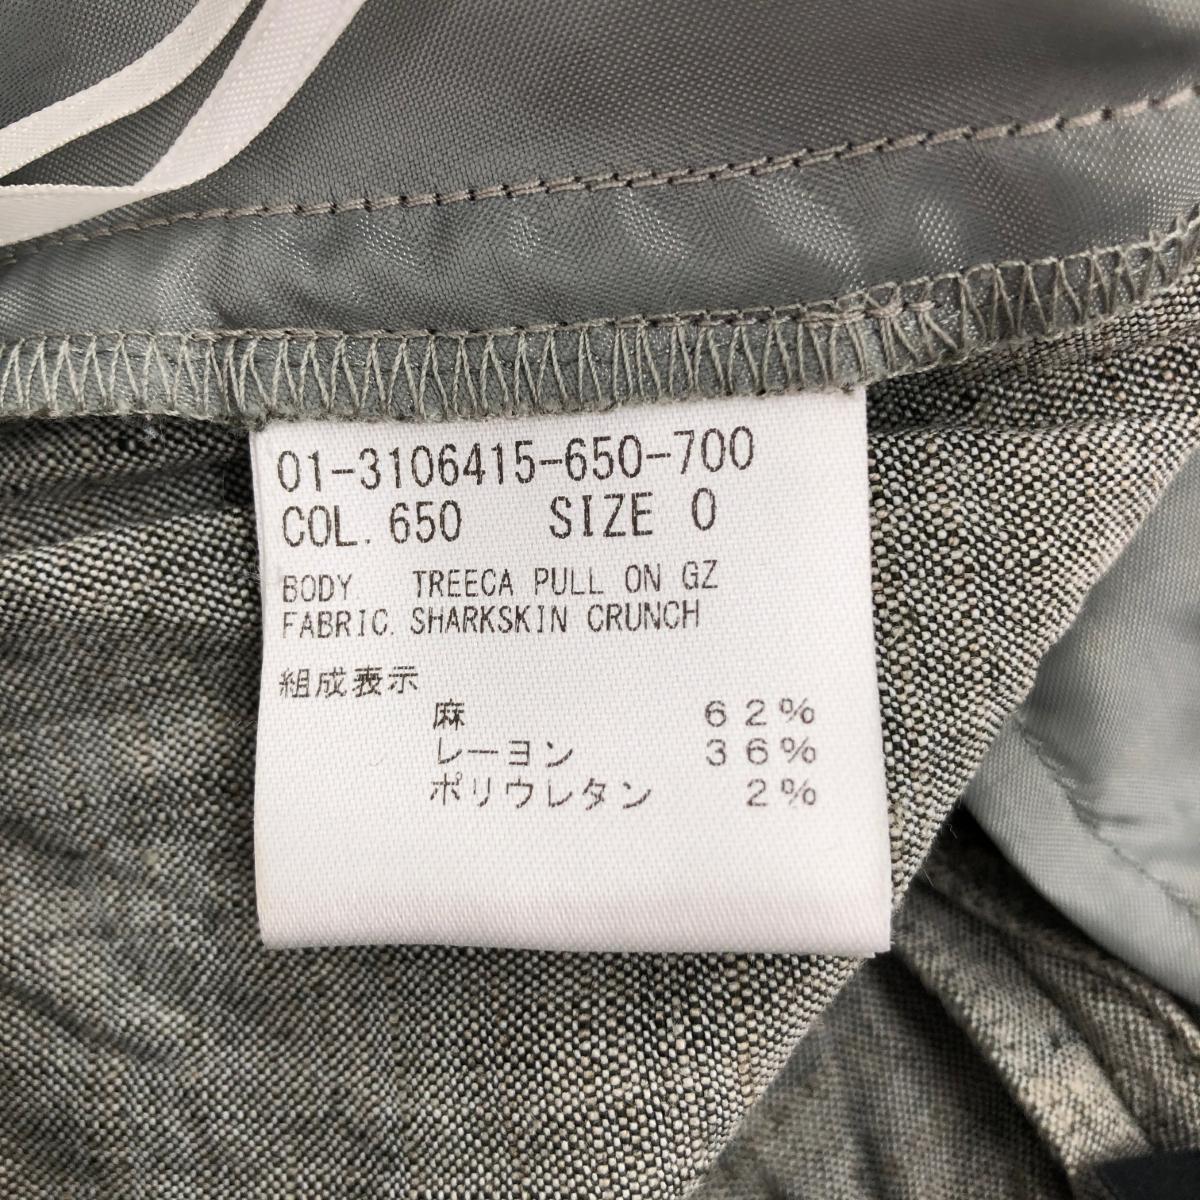 01-3106415-650-700
COL. 650 SIZE 0
BODY TREECA PULL ON GZ
FABRIC. SHARKSKIN CRUNCH
組成表示
麻 62%
レーヨン 36%
ポリウレタン 2%